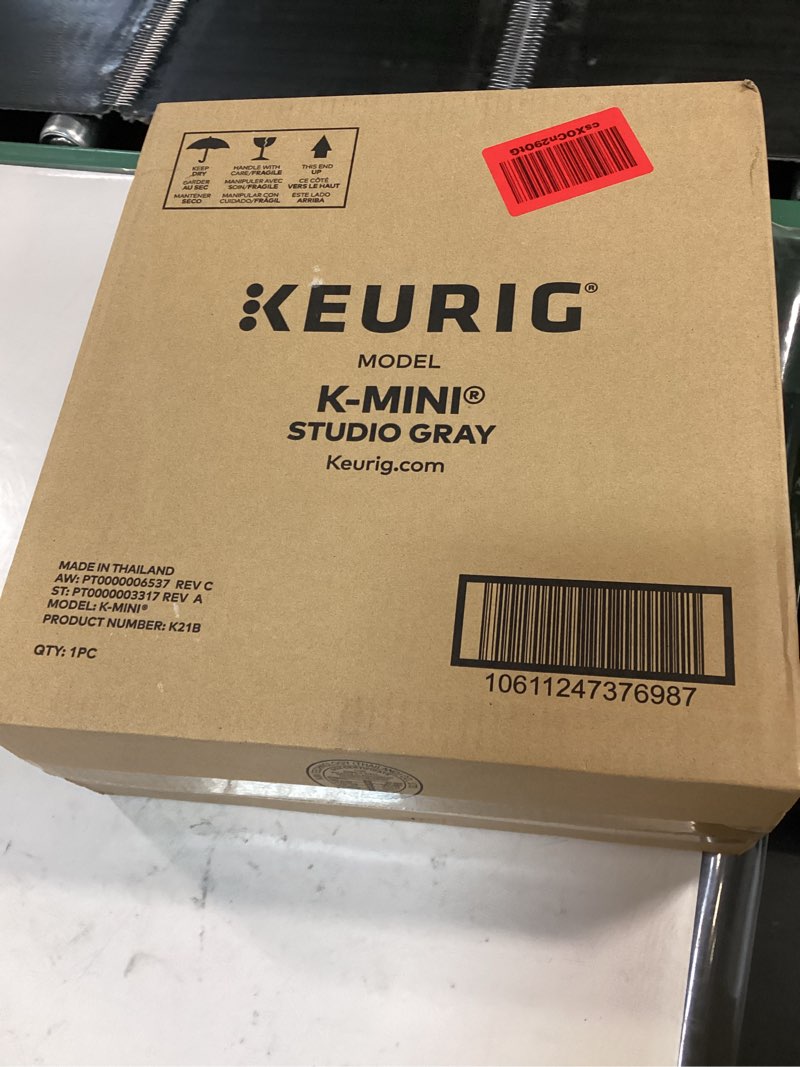 csX0Cn29OtG
KEEP
DRY
GARDER
AU SEC
MANTENER
SECO
HANDLE WITH
CARE/FRAGILE
MANIPULER AVEC
SOIN/FRAGILE
MANIPULAR CON
CUIDADO/FRÁGIL
THIS END
UP
CE CÔTÉ
VERS LE HAUT
ESTE LADO
ARRIBA
KEURIG®
MODEL
K-MINI®
STUDIO GRAY
Keurig.com
MADE IN THAILAND
AW: PT0000006537 REV C
ST: PT0000003317 REV A
MODEL: K-MINI®
PRODUCT NUMBER: K21B
QTY: 1PC
10611247376987